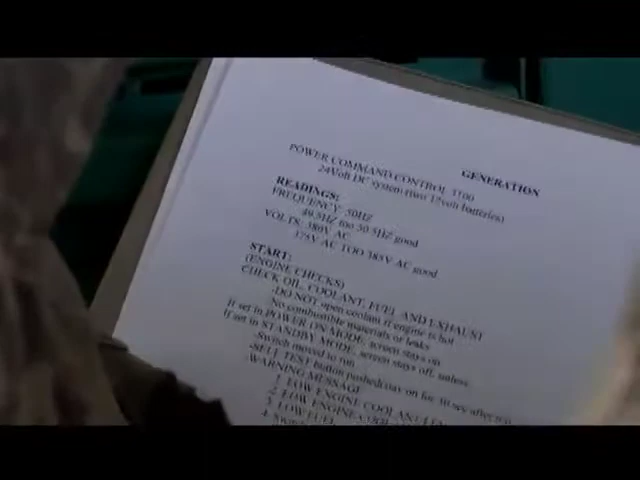 GENERATION
POWER COMMAND CONTROL 3100
24Volt DC system (two 12volt batteries)
READINGS:
FREQUENCY: 50HZ
49.5HZ too 50.5HZ good
VOLTS: 380V AC
375V AC TOO 385V AC good
START:
(ENGINE CHECKS)
CHECK OIL, COOLANT, FUEL AND EXHAUST
-DO NOT open coolant if engine is hot
No combustible materials or leaks
If set in POWER ON MODE, screen stays on
If set in STANDBY MODE, screen stays off, unless
-Switch moved to run
-SELF TEST button pushed
WARNING MESSAGE
1. LOW ENGINE COOLANT
2. LOW ENGINE
3. LOW FUEL